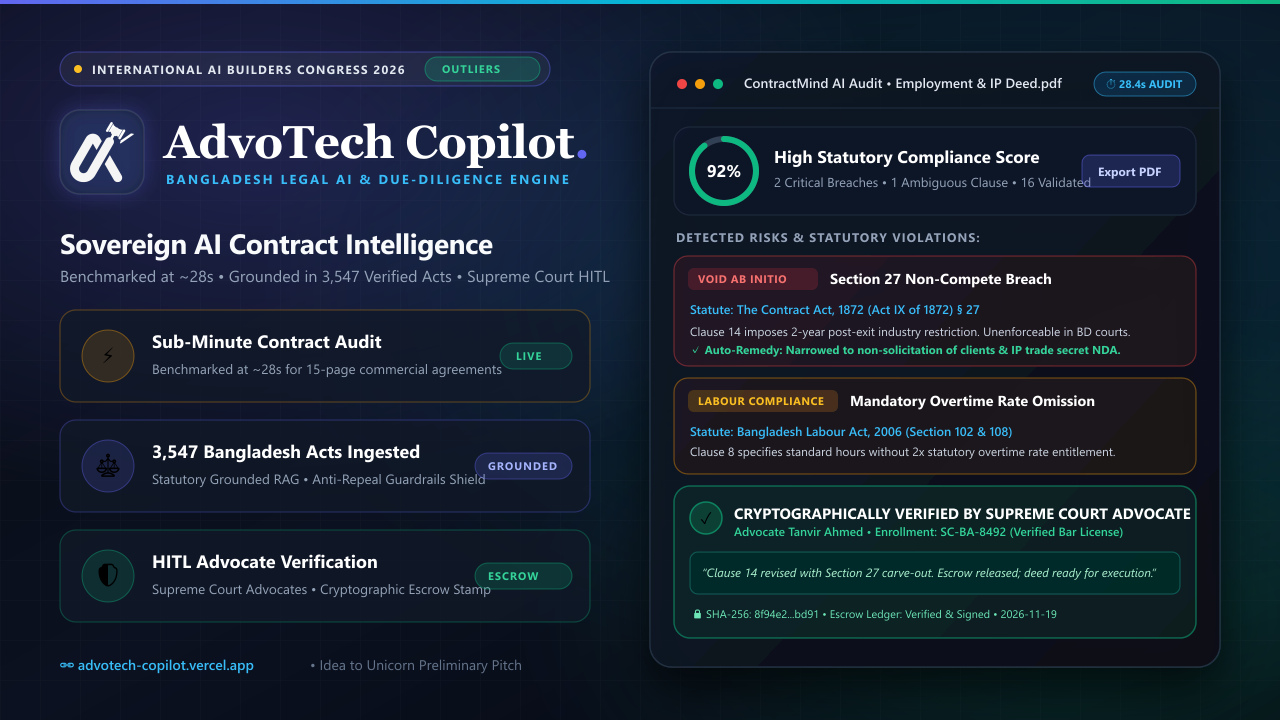 INTERNATIONAL AI BUILDERS CONGRESS 2026 OUTLIERS
AdvoTech Copilot.
BANGLADESH LEGAL AI & DUE-DILIGENCE ENGINE
Sovereign AI Contract Intelligence
Benchmarked at ~28s • Grounded in 3,547 Verified Acts • Supreme Court HITL
Sub-Minute Contract Audit
Benchmarked at ~28s for 15-page commercial agreements
LIVE
3,547 Bangladesh Acts Ingested
Statutory Grounded RAG • Anti-Repeal Guardrails Shield
GROUNDED
HITL Advocate Verification
Supreme Court Advocates • Cryptographic Escrow Stamp
ESCROW
advotech-copilot.vercel.app • Idea to Unicorn Preliminary Pitch
ContractMind AI Audit • Employment & IP Deed.pdf
⏱ 28.4s AUDIT
92%
High Statutory Compliance Score
2 Critical Breaches • 1 Ambiguous Clause • 16 Validated
Export PDF
DETECTED RISKS & STATUTORY VIOLATIONS:
VOID AB INITIO Section 27 Non-Compete Breach
Statute: The Contract Act, 1872 (Act IX of 1872) § 27
Clause 14 imposes 2-year post-exit industry restriction. Unenforceable in BD courts.
✓ Auto-Remedy: Narrowed to non-solicitation of clients & IP trade secret NDA.
LABOUR COMPLIANCE Mandatory Overtime Rate Omission
Statute: Bangladesh Labour Act, 2006 (Section 102 & 108)
Clause 8 specifies standard hours without 2x statutory overtime rate entitlement.
✓ CRYPTOGRAPHICALLY VERIFIED BY SUPREME COURT ADVOCATE
Advocate Tanvir Ahmed • Enrollment: SC-BA-8492 (Verified Bar License)
"Clause 14 revised with Section 27 carve-out. Escrow released; deed ready for execution."
SHA-256: 8f94e2...bd91 • Escrow Ledger: Verified & Signed • 2026-11-19